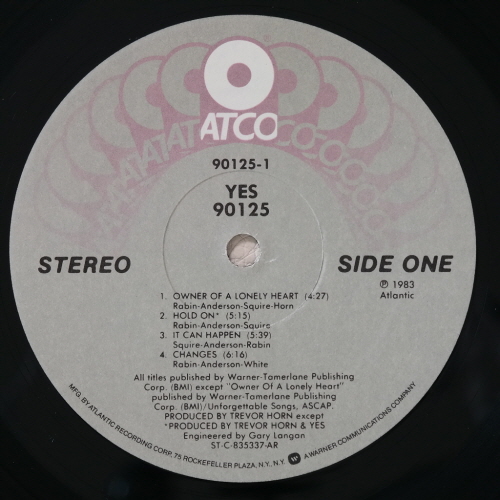 ATCO
90125-1
YES
90125
STEREO
SIDE ONE
℗ 1983
Atlantic
1. OWNER OF A LONELY HEART (4:27)
Rabin-Anderson-Squire-Horn
2. HOLD ON* (5:15)
Rabin-Anderson-Squire
3. IT CAN HAPPEN (5:39)
Squire-Anderson-Rabin
4. CHANGES (6:16)
Rabin-Anderson-White
All titles published by Warner-Tamerlane Publishing
Corp. (BMI) except "Owner Of A Lonely Heart"
published by Warner-Tamerlane Publishing
Corp. (BMI)/Unforgettable Songs, ASCAP.
PRODUCED BY TREVOR HORN except
*PRODUCED BY TREVOR HORN & YES
Engineered by Gary Langan
ST-C-835337-AR
MFG. BY ATLANTIC RECORDING CORP., 75 ROCKEFELLER PLAZA, N.Y., N.Y. A WARNER COMMUNICATIONS COMPANY